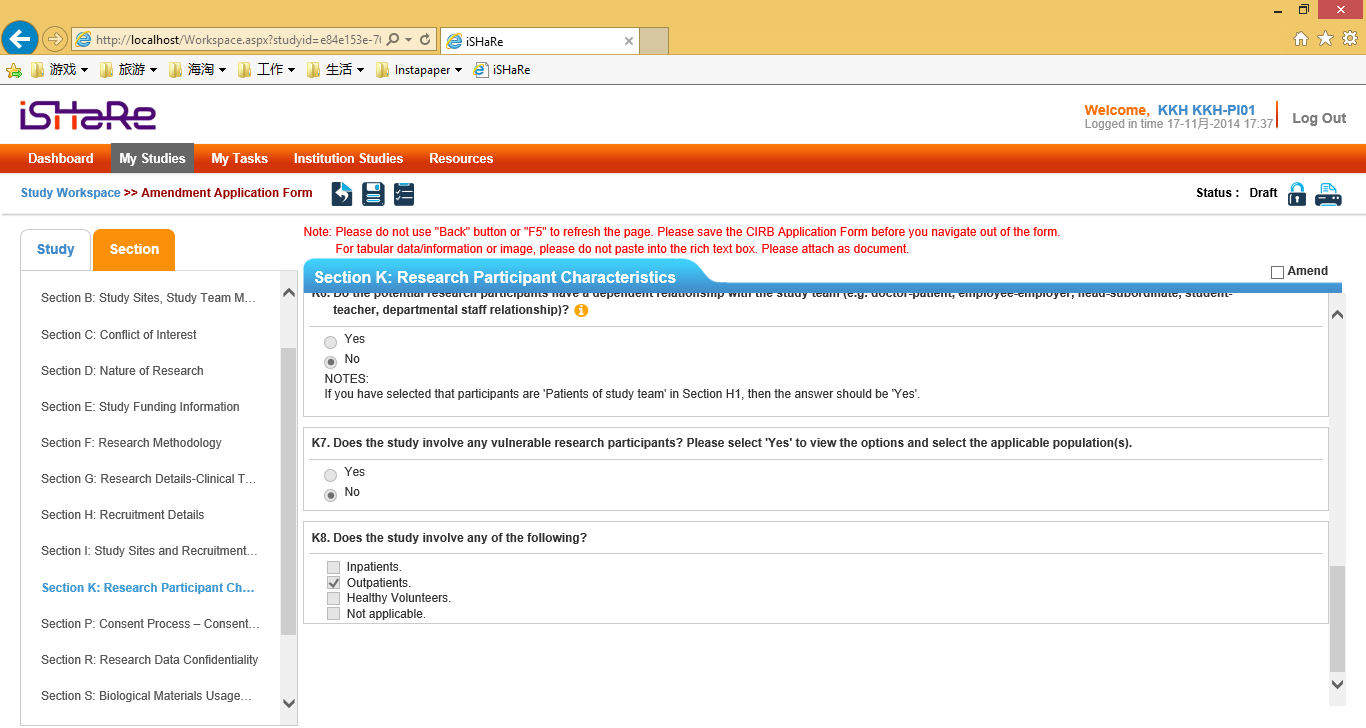 http://localhost/Workspace.aspx?studyid=e84e153e-7
iSHaRe
游戏 旅游 海淘 工作 生活 Instapaper iSHaRe
iSHaRe
Welcome, KKH KKH-PI01
Logged in time 17-11月-2014 17:37
Log Out
Dashboard My Studies My Tasks Institution Studies Resources
Study Workspace >> Amendment Application Form
Status : Draft
Study Section
Note: Please do not use "Back" button or "F5" to refresh the page. Please save the CIRB Application Form before you navigate out of the form.
For tabular data/information or image, please do not paste into the rich text box. Please attach as document.
Section K: Research Participant Characteristics
Amend
Section B: Study Sites, Study Team M...
Section C: Conflict of Interest
Section D: Nature of Research
Section E: Study Funding Information
Section F: Research Methodology
Section G: Research Details-Clinical T...
Section H: Recruitment Details
Section I: Study Sites and Recruitment...
Section K: Research Participant Ch...
Section P: Consent Process – Consent...
Section R: Research Data Confidentiality
Section S: Biological Materials Usage...
K6. Do the potential research participants have a dependent relationship with the study team (e.g. doctor-patient, employee-employer, head-subordinate, student-
teacher, departmental staff relationship)?
Yes
No
NOTES:
If you have selected that participants are 'Patients of study team' in Section H1, then the answer should be 'Yes'.
K7. Does the study involve any vulnerable research participants? Please select 'Yes' to view the options and select the applicable population(s).
Yes
No
K8. Does the study involve any of the following?
Inpatients.
Outpatients.
Healthy Volunteers.
Not applicable.